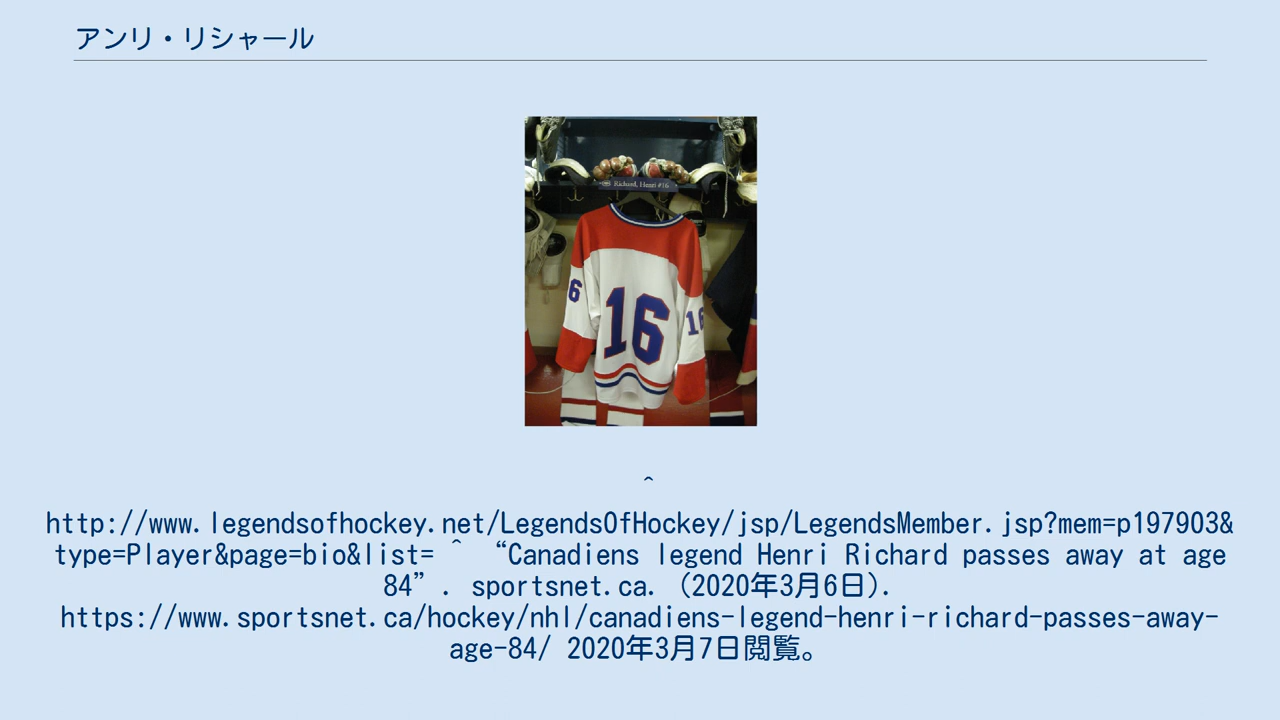 アンリ・リシャール
Richard, Henri #16
6
16
16
^
http://www.legendsofhockey.net/LegendsOfHockey/jsp/LegendsMember.jsp?mem=p197903&
type=Player&page=bio&list= ^ “Canadiens legend Henri Richard passes away at age
84”. sportsnet.ca. (2020年3月6日).
https://www.sportsnet.ca/hockey/nhl/canadiens-legend-henri-richard-passes-away-
age-84/ 2020年3月7日閲覧。